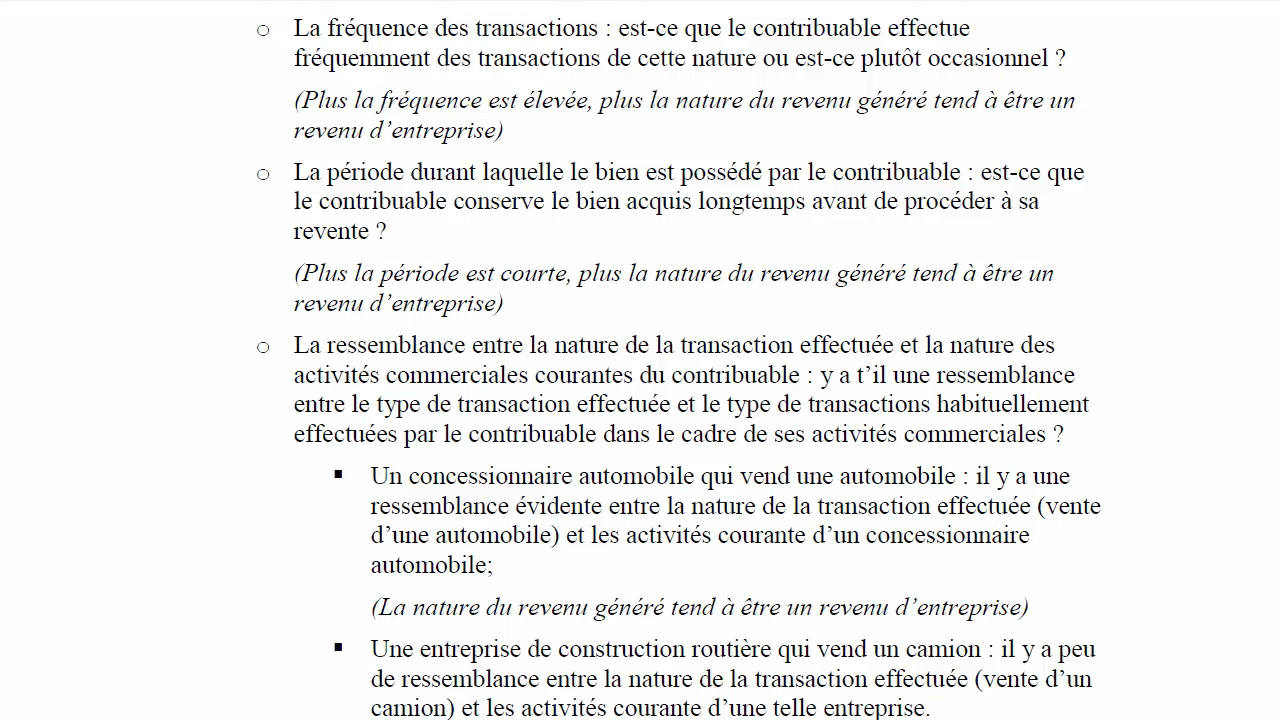 o La fréquence des transactions : est-ce que le contribuable effectue
fréquemment des transactions de cette nature ou est-ce plutôt occasionnel ?
(Plus la fréquence est élevée, plus la nature du revenu généré tend à être un
revenu d’entreprise)
o La période durant laquelle le bien est possédé par le contribuable : est-ce que
le contribuable conserve le bien acquis longtemps avant de procéder à sa
revente ?
(Plus la période est courte, plus la nature du revenu généré tend à être un
revenu d’entreprise)
o La ressemblance entre la nature de la transaction effectuée et la nature des
activités commerciales courantes du contribuable : y a t’il une ressemblance
entre le type de transaction effectuée et le type de transactions habituellement
effectuées par le contribuable dans le cadre de ses activités commerciales ?
▪ Un concessionnaire automobile qui vend une automobile : il y a une
ressemblance évidente entre la nature de la transaction effectuée (vente
d’une automobile) et les activités courante d’un concessionnaire
automobile;
(La nature du revenu généré tend à être un revenu d’entreprise)
▪ Une entreprise de construction routière qui vend un camion : il y a peu
de ressemblance entre la nature de la transaction effectuée (vente d’un
camion) et les activités courante d’une telle entreprise.